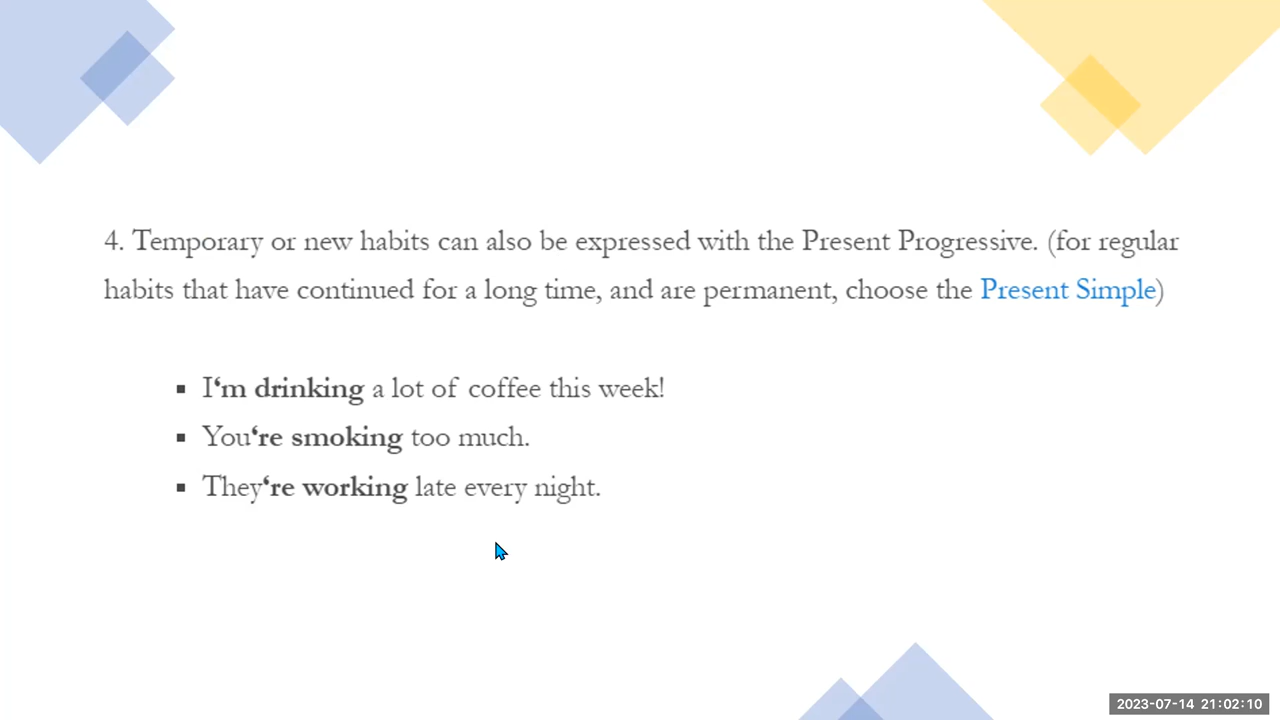 4. Temporary or new habits can also be expressed with the Present Progressive. (for regular
habits that have continued for a long time, and are permanent, choose the Present Simple)
▪ I‘m drinking a lot of coffee this week!
▪ You‘re smoking too much.
▪ They‘re working late every night.
2023-07-14 21:02:10